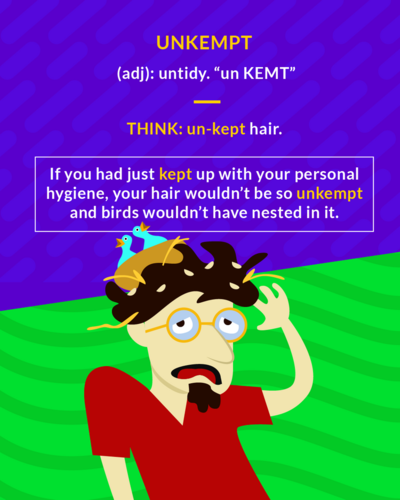 UNKEMPT
(adj): untidy. “un KEMT”
THINK: un-kept hair.
If you had just kept up with your personal
hygiene, your hair wouldn’t be so unkempt
and birds wouldn’t have nested in it.